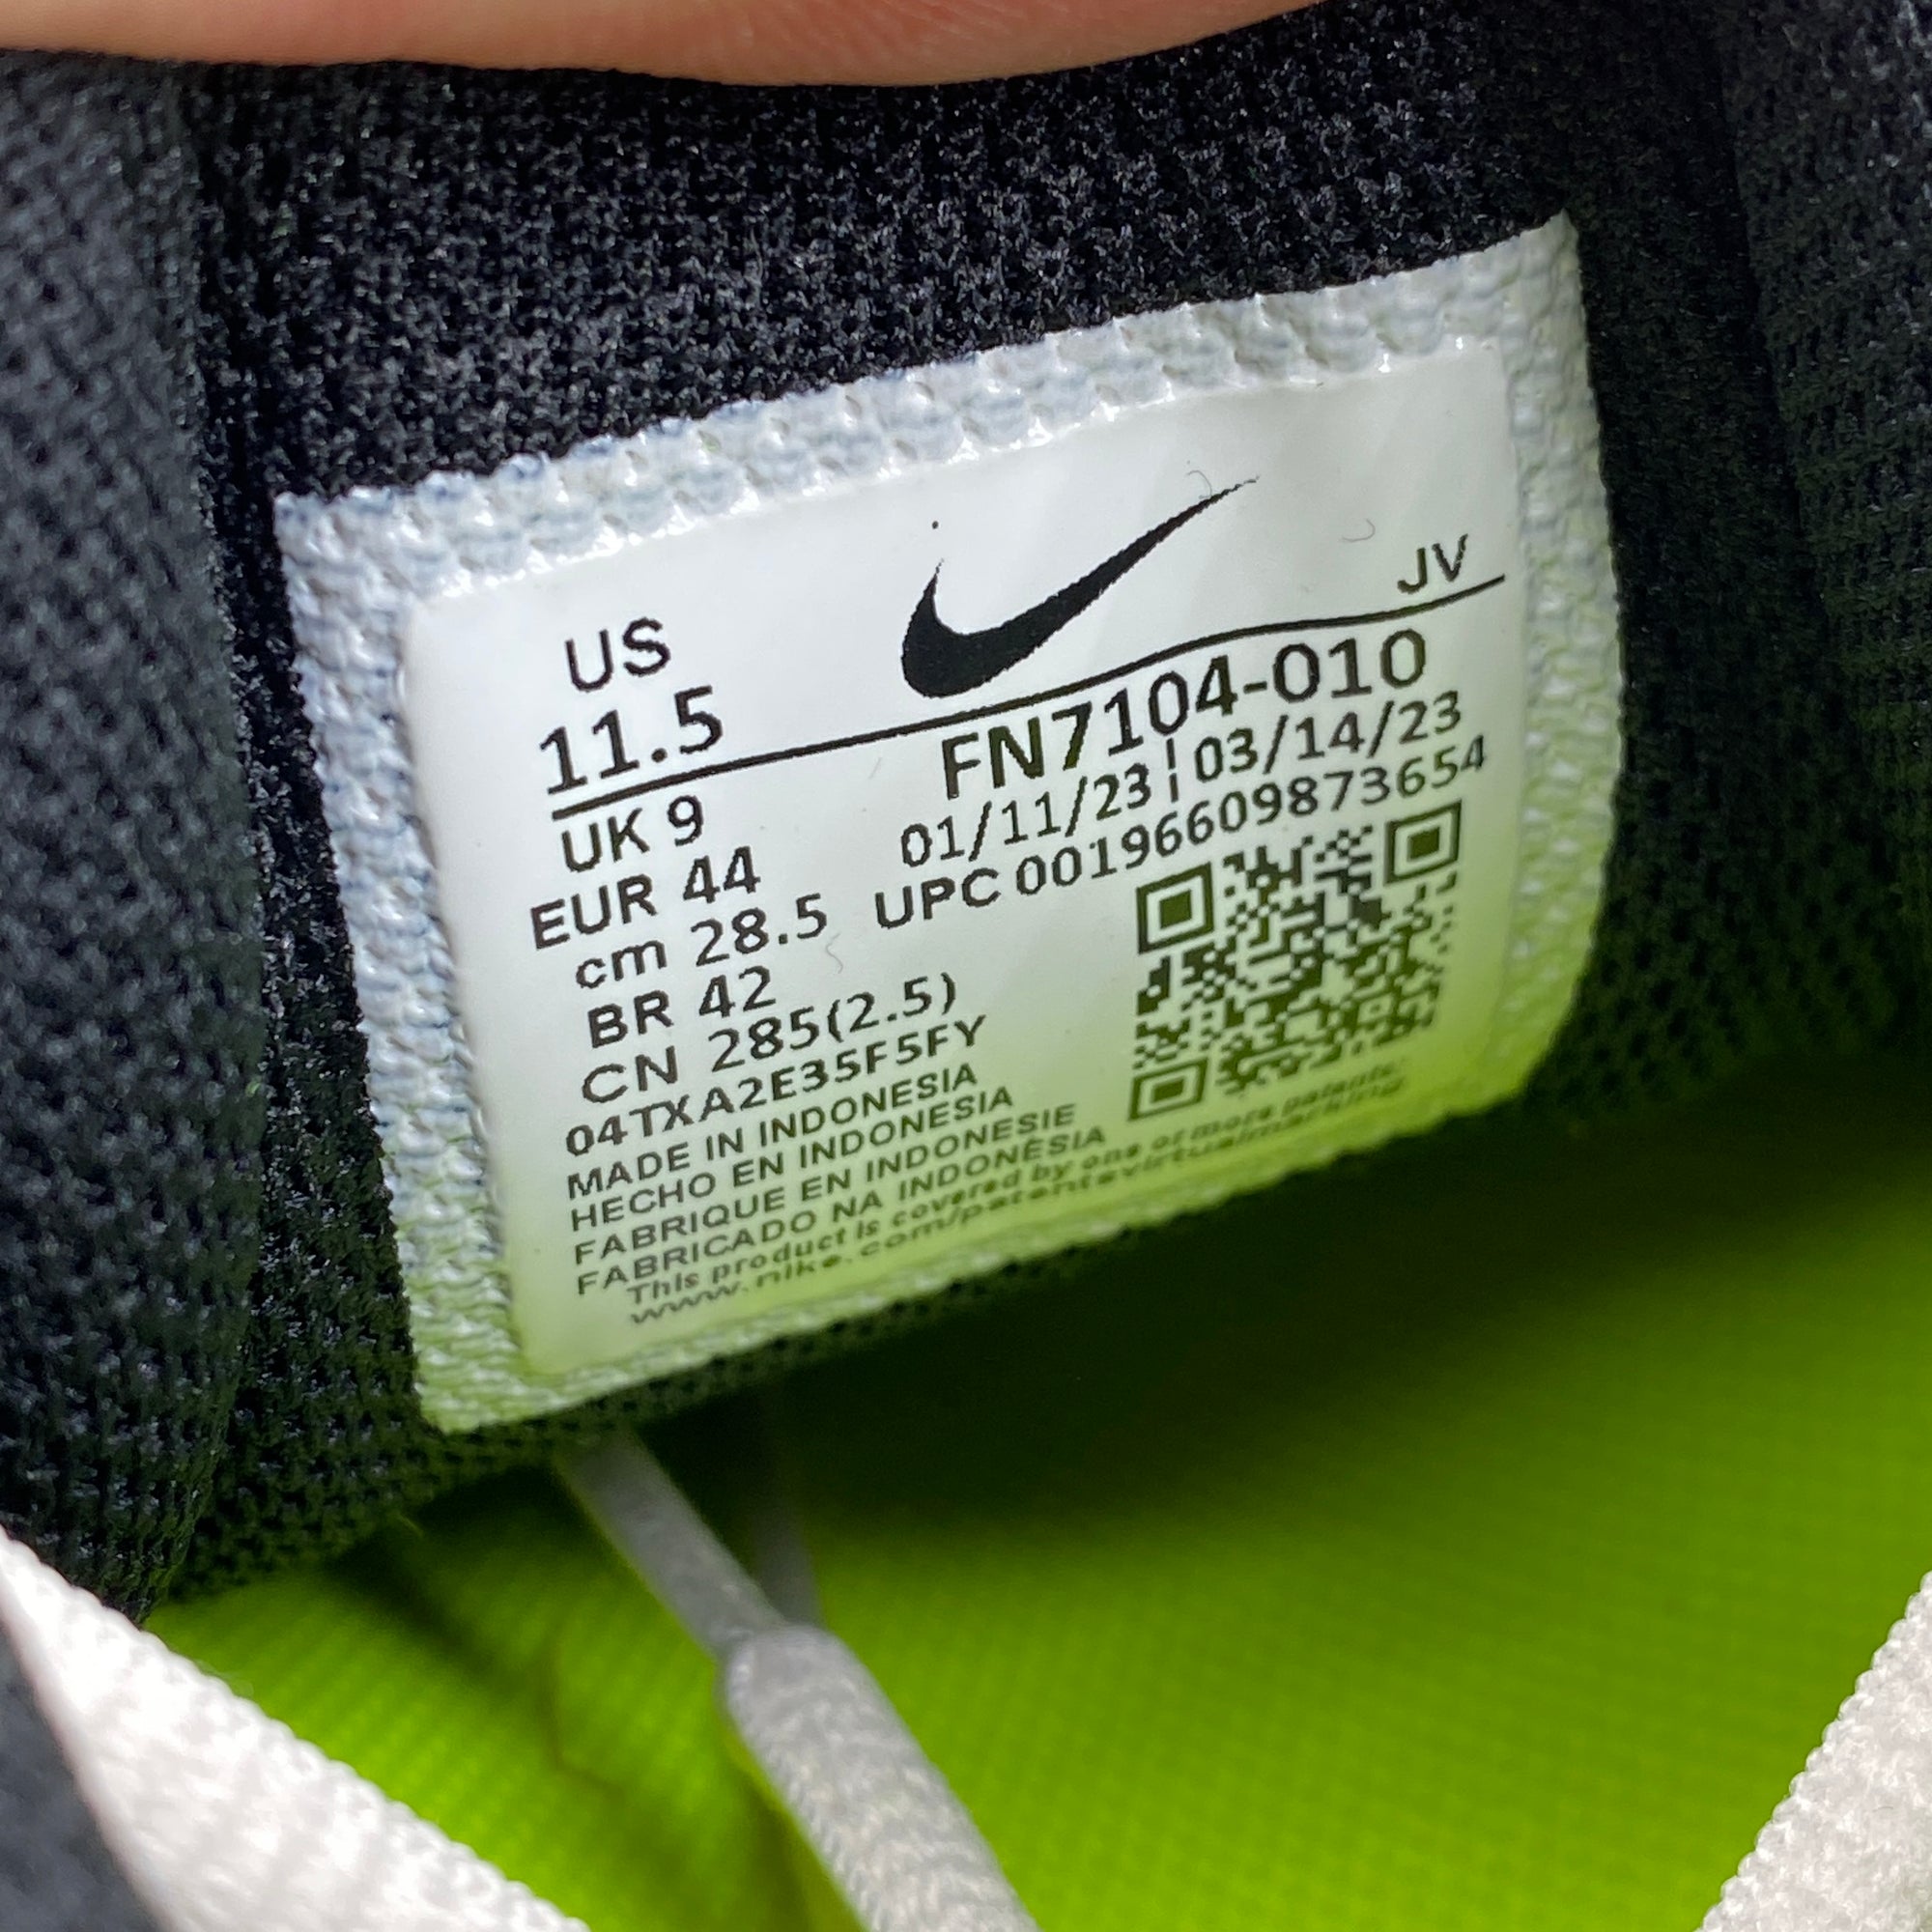 US
11.5
JV
UK 9
FN7104-010
EUR 44
01/11/23 ¦ 03/14/23
cm 28.5
UPC 00196609873654
BR 42
CN 285(2.5)
04TXA2E35F5FY
MADE IN INDONESIA
HECHO EN INDONESIA
FABRIQUE EN INDONESIE
FABRICADO NA INDONÈSIA
This product is covered by one or more patents:
www.nike.com/patentsvirtualmarking